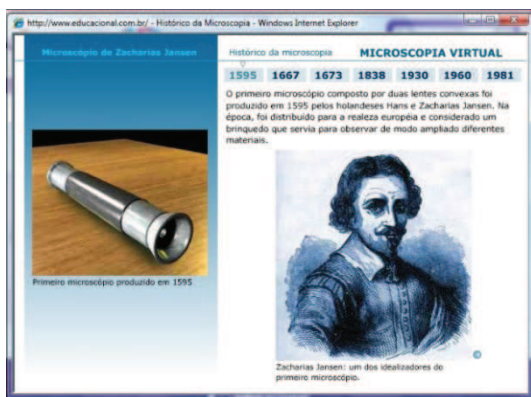 http://www.educacional.com.br/ - Histórico da Microscopia - Windows Internet Explorer
Microscópio de Zacharias Jansen
Histórico da microscopia
MICROSCOPIA VIRTUAL
1595 1667 1673 1838 1930 1960 1981
O primeiro microscópio composto por duas lentes convexas foi
produzido em 1595 pelos holandeses Hans e Zacharias Jansen. Na
época, foi distribuído para a realeza européia e considerado um
brinquedo que servia para observar de modo ampliado diferentes
materiais.
Primeiro microscópio produzido em 1595
Zacharias Jansen: um dos idealizadores do
primeiro microscópio.